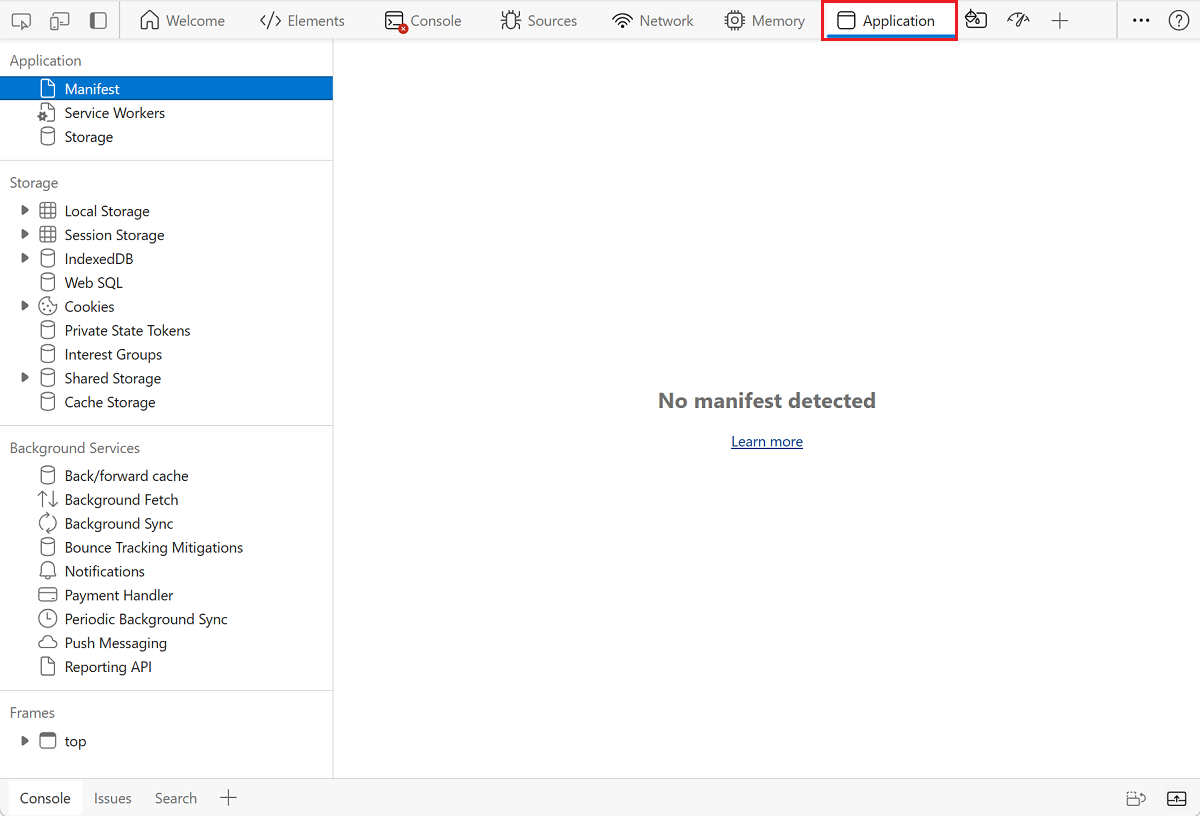 Welcome Elements Console Sources Network Memory Application
Application
Manifest
Service Workers
Storage
Storage
Local Storage
Session Storage
IndexedDB
Web SQL
Cookies
Private State Tokens
Interest Groups
Shared Storage
Cache Storage
Background Services
Back/forward cache
Background Fetch
Background Sync
Bounce Tracking Mitigations
Notifications
Payment Handler
Periodic Background Sync
Push Messaging
Reporting API
Frames
top
No manifest detected
Learn more
Console Issues Search